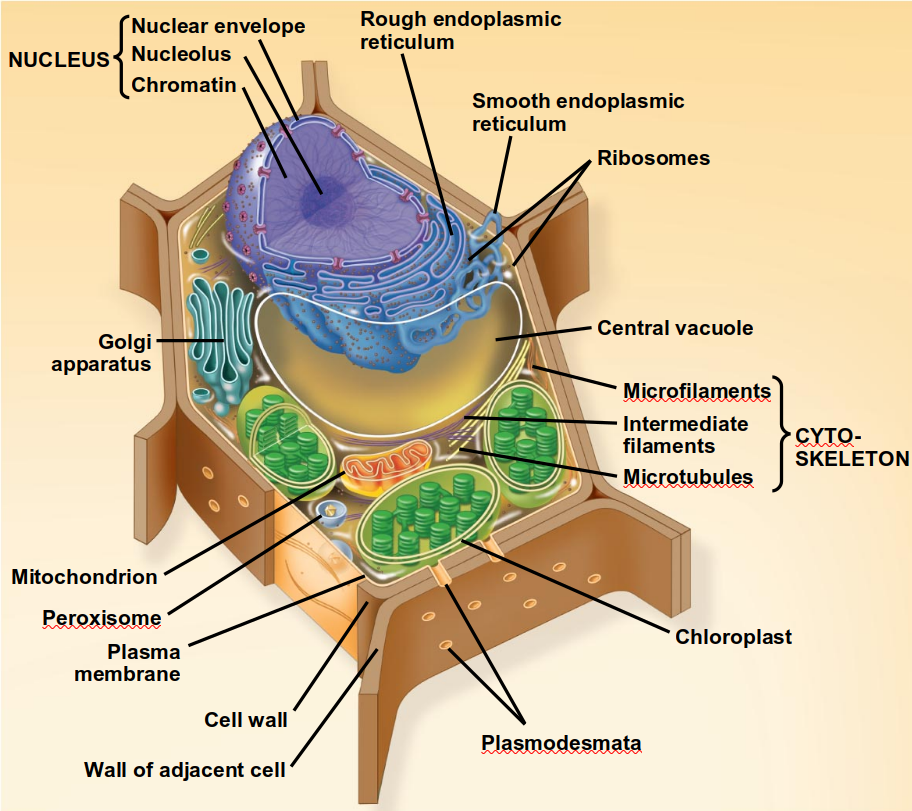 NUCLEUS
Nuclear envelope
Nucleolus
Chromatin
Rough endoplasmic
reticulum
Smooth endoplasmic
reticulum
Ribosomes
Golgi
apparatus
Central vacuole
Microfilaments
Intermediate
filaments
Microtubules
CYTO-
SKELETON
Mitochondrion
Peroxisome
Plasma
membrane
Chloroplast
Cell wall
Plasmodesmata
Wall of adjacent cell